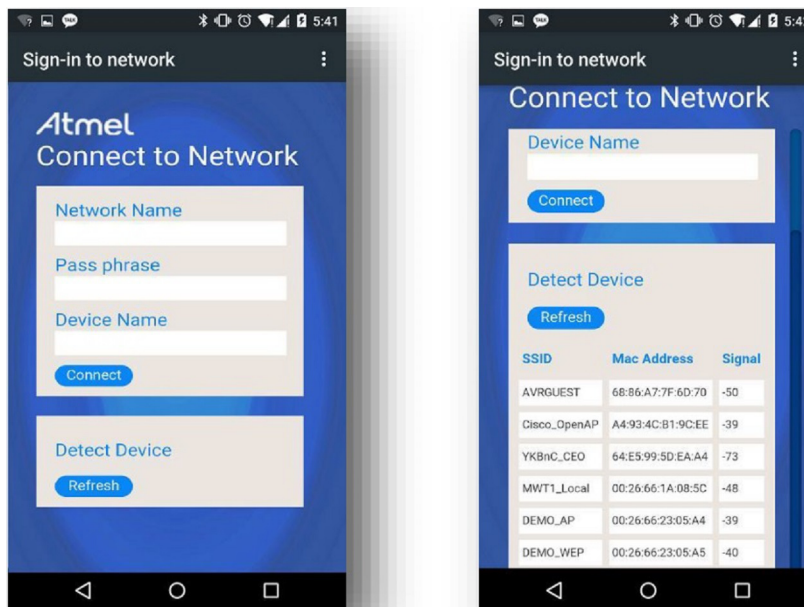 TALK
5:41
Sign-in to network
Atmel
Connect to Network
Network Name
Pass phrase
Device Name
Connect
Detect Device
Refresh
TALK
Sign-in to network
Connect to Network
Device Name
Connect
Detect Device
Refresh
SSID Mac Address Signal
AVRGUEST 68:86:A7:7F:6D:70 -50
Cisco_OpenAP A4:93:4C:B1:9C:EE -39
YKBnC_CEO 64:E5:99:5D:EA:A4 -73
MWT1_Local 00:26:66:1A:08:5C -48
DEMO_AP 00:26:66:23:05:A4 -39
DEMO_WEP 00:26:66:23:05:A5 -40